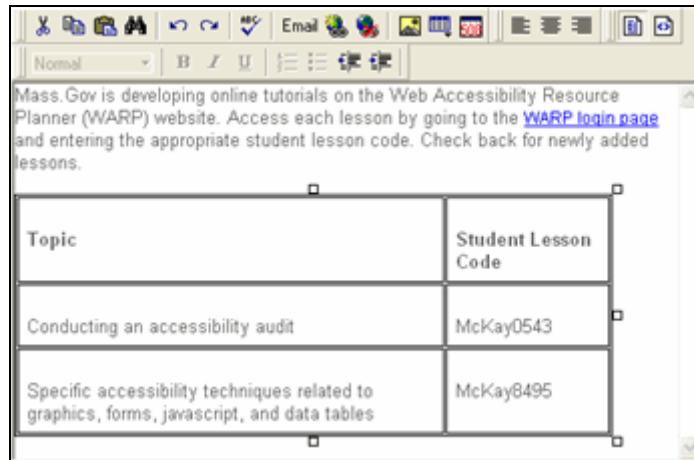 ABC
Email
508
Normal
B I U
Mass.Gov is developing online tutorials on the Web Accessibility Resource
Planner (WARP) website. Access each lesson by going to the WARP login page
and entering the appropriate student lesson code. Check back for newly added
lessons.
Topic
Student Lesson
Code
Conducting an accessibility audit
McKay0543
Specific accessibility techniques related to
graphics, forms, javascript, and data tables
McKay8495